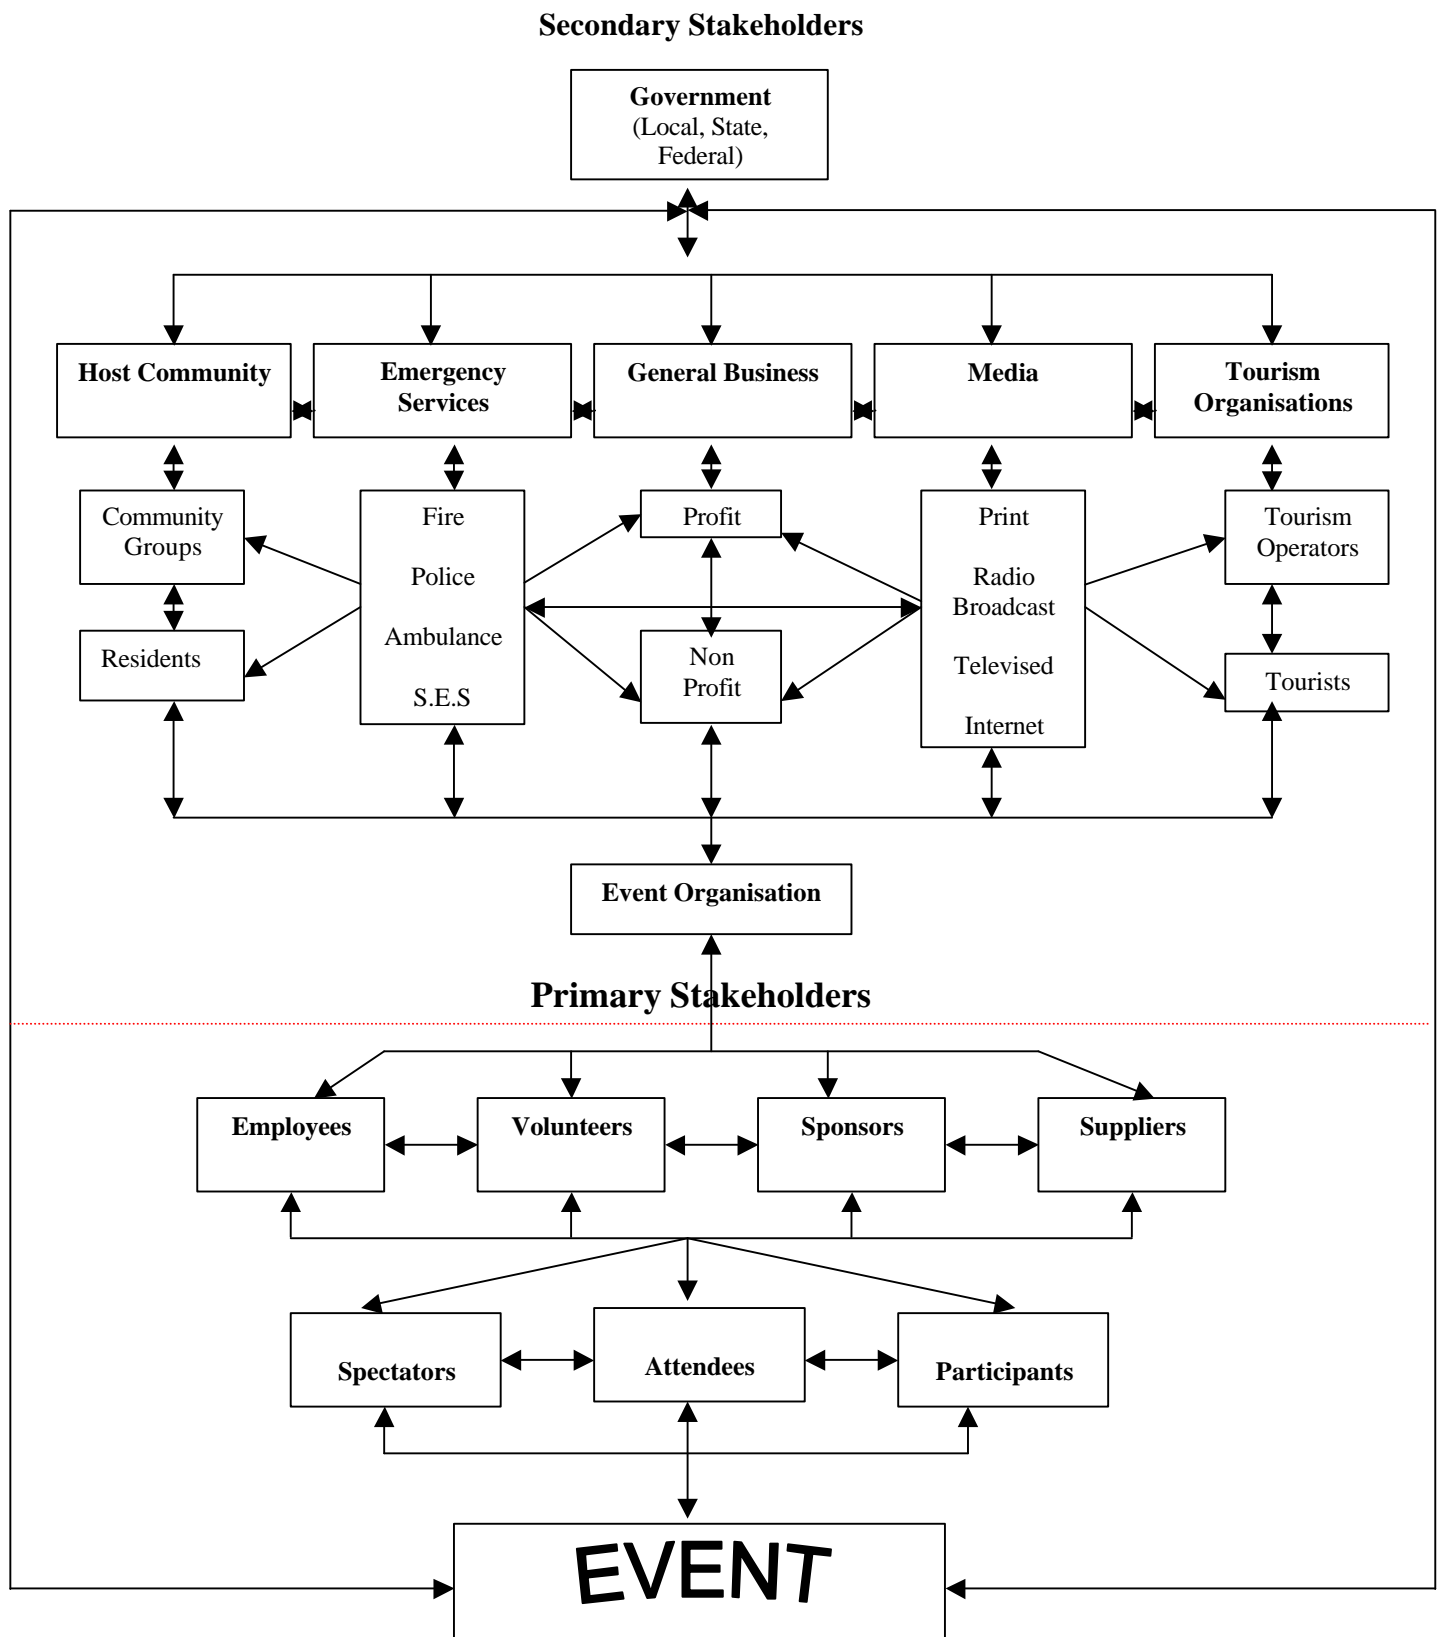 Secondary Stakeholders
Government
(Local, State,
Federal)
Host Community
Emergency
Services
General Business
Media
Tourism
Organisations
Community
Groups
Residents
Fire
Police
Ambulance
S.E.S
Profit
Non
Profit
Print
Radio
Broadcast
Televised
Internet
Tourism
Operators
Tourists
Event Organisation
Primary Stakeholders
Employees
Volunteers
Sponsors
Suppliers
Spectators
Attendees
Participants
EVENT